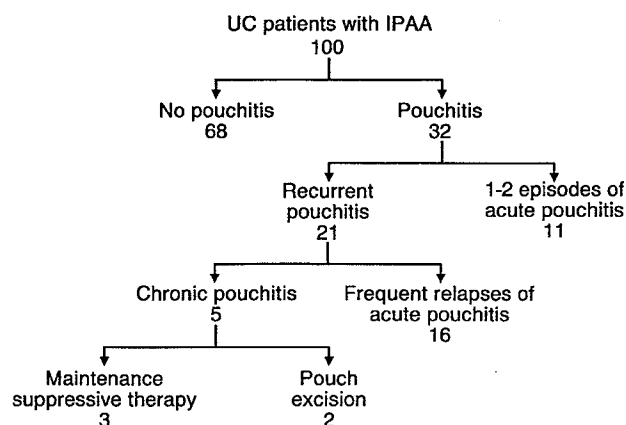 UC patients with IPAA
100
No pouchitis
68
Pouchitis
32
Recurrent
pouchitis
21
1-2 episodes of
acute pouchitis
11
Chronic pouchitis
5
Frequent relapses of
acute pouchitis
16
Maintenance
suppressive therapy
3
Pouch
excision
2